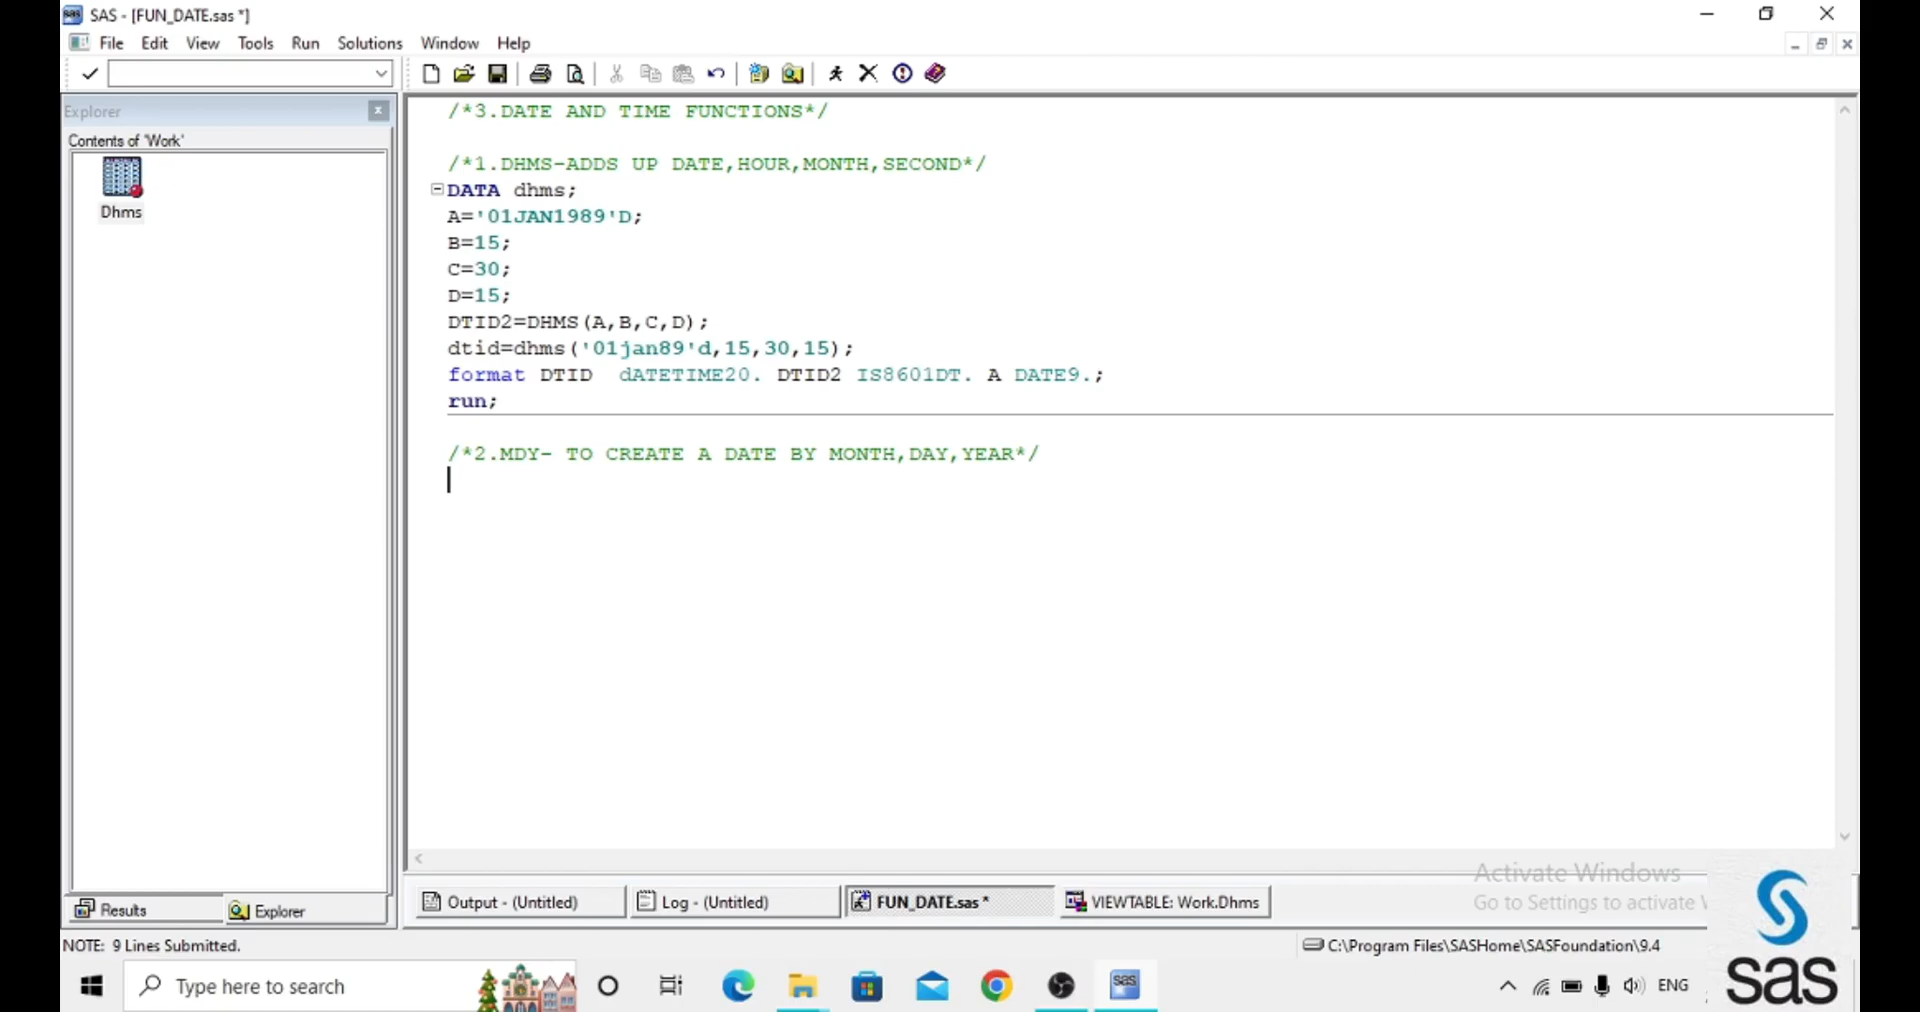 SAS - [FUN_DATE.sas *]
File Edit View Tools Run Solutions Window Help
Explorer
Contents of 'Work'
Dhms
/*3.DATE AND TIME FUNCTIONS*/
/*1.DHMS-ADDS UP DATE,HOUR,MONTH,SECOND*/
DATA dhms;
A='01JAN1989'D;
B=15;
C=30;
D=15;
DTID2=DHMS(A,B,C,D);
dtid=dhms('01jan89'd,15,30,15);
format DTID dATETIME20. DTID2 IS8601DT. A DATE9.;
run;
/*2.MDY- TO CREATE A DATE BY MONTH,DAY,YEAR*/
Activate Windows
Go to Settings to activate
Results Explorer
Output - (Untitled) Log - (Untitled) FUN_DATE.sas * VIEWTABLE: Work.Dhms
NOTE: 9 Lines Submitted.
C:\Program Files\SASHome\SASFoundation\9.4
Type here to search
sas
ENG
sas